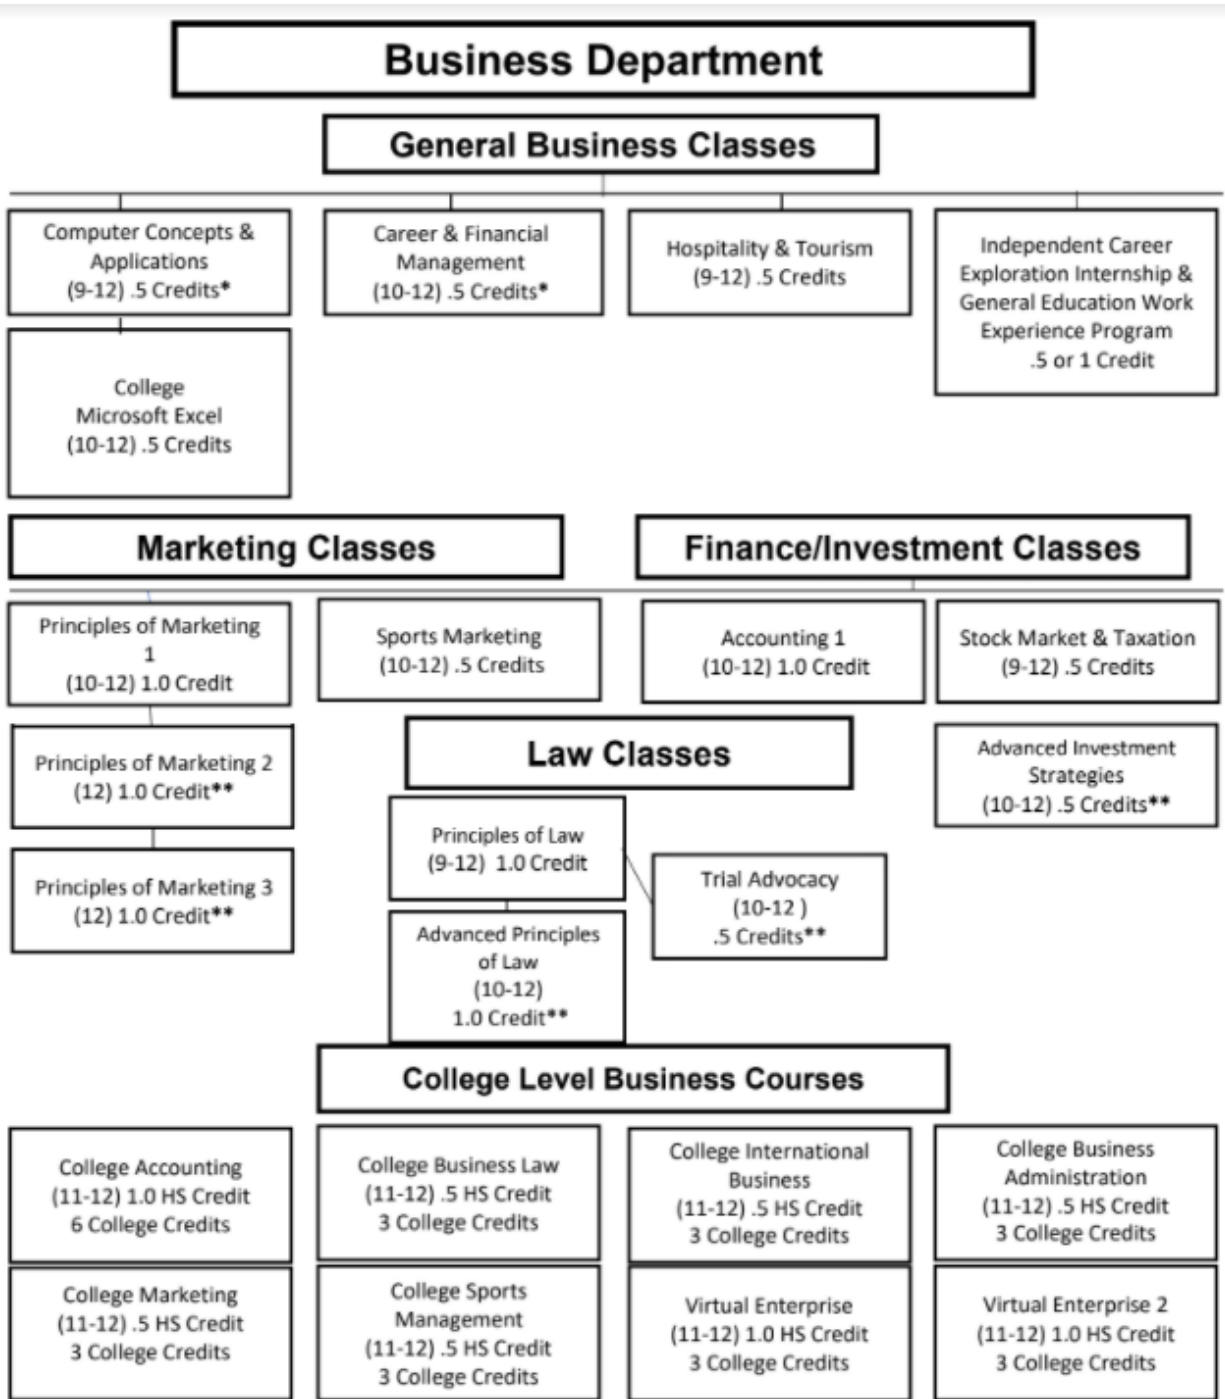 Business Department
General Business Classes
Computer Concepts &
Applications
(9-12) .5 Credits*
Career & Financial
Management
(10-12) .5 Credits*
Hospitality & Tourism
(9-12) .5 Credits
Independent Career
Exploration Internship &
General Education Work
Experience Program
.5 or 1 Credit
College
Microsoft Excel
(10-12) .5 Credits
Marketing Classes
Finance/Investment Classes
Principles of Marketing
1
(10-12) 1.0 Credit
Sports Marketing
(10-12) .5 Credits
Accounting 1
(10-12) 1.0 Credit
Stock Market & Taxation
(9-12) .5 Credits
Principles of Marketing 2
(12) 1.0 Credit**
Law Classes
Advanced Investment
Strategies
(10-12) .5 Credits**
Principles of Law
(9-12) 1.0 Credit
Principles of Marketing 3
(12) 1.0 Credit**
Trial Advocacy
(10-12 )
.5 Credits**
Advanced Principles
of Law
(10-12)
1.0 Credit**
College Level Business Courses
College Accounting
(11-12) 1.0 HS Credit
6 College Credits
College Business Law
(11-12) .5 HS Credit
3 College Credits
College International
Business
(11-12) .5 HS Credit
3 College Credits
College Business
Administration
(11-12) .5 HS Credit
3 College Credits
College Marketing
(11-12) .5 HS Credit
3 College Credits
College Sports
Management
(11-12) .5 HS Credit
3 College Credits
Virtual Enterprise
(11-12) 1.0 HS Credit
3 College Credits
Virtual Enterprise 2
(11-12) 1.0 HS Credit
3 College Credits